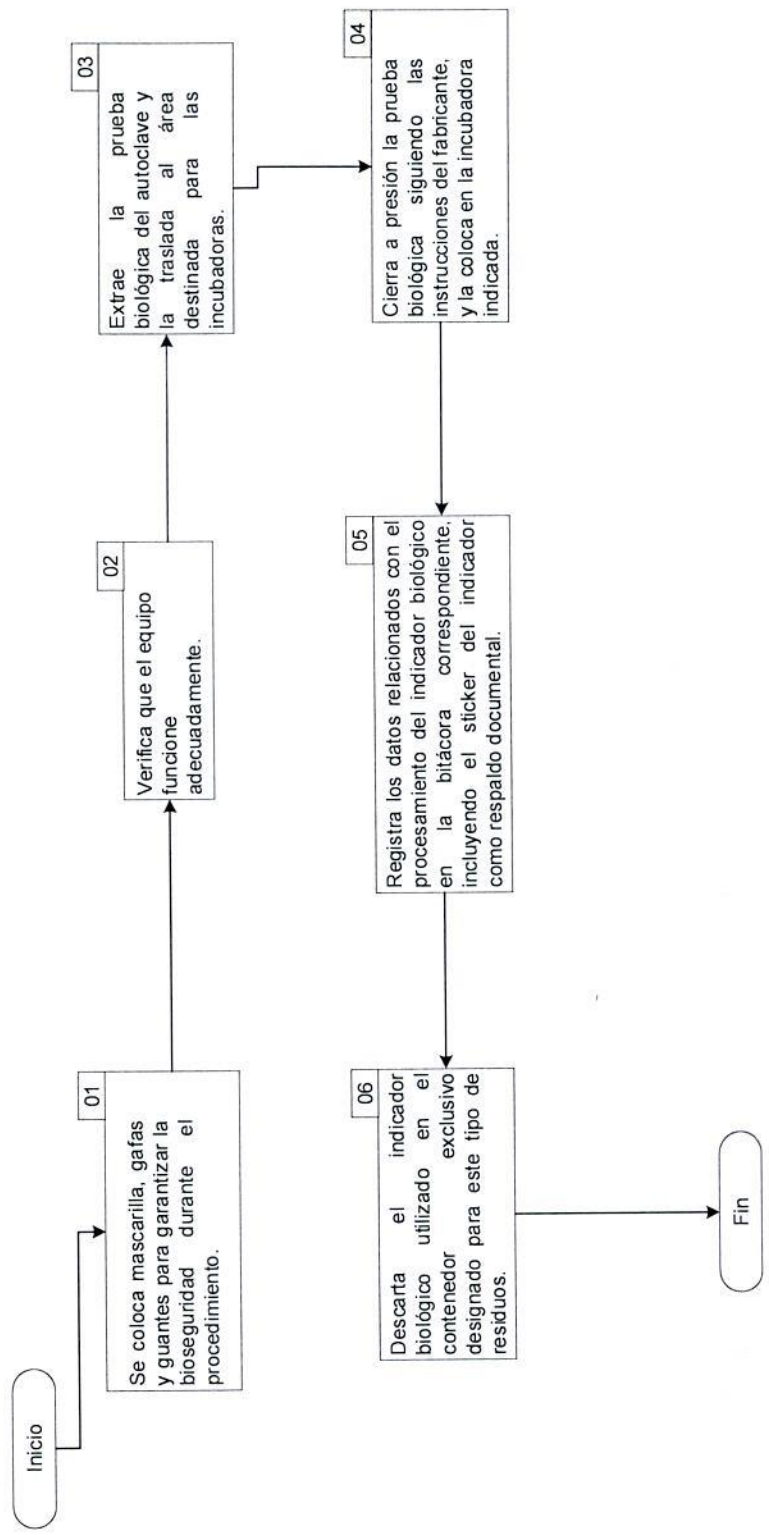 Inicio
01
Se coloca mascarilla, gafas
y guantes para garantizar la
bioseguridad durante el
procedimiento.
02
Verifica que el equipo
funcione
adecuadamente.
03
Extrae la prueba
biológica del autoclave y
la traslada al área
destinada para las
incubadoras.
04
Cierra a presión la prueba
biológica siguiendo las
instrucciones del fabricante,
y la coloca en la incubadora
indicada.
05
Registra los datos relacionados con el
procesamiento del indicador biológico
en la bitácora correspondiente,
incluyendo el sticker del indicador
como respaldo documental.
06
Descarta el indicador
biológico utilizado en el
contenedor exclusivo
designado para este tipo de
residuos.
Fin